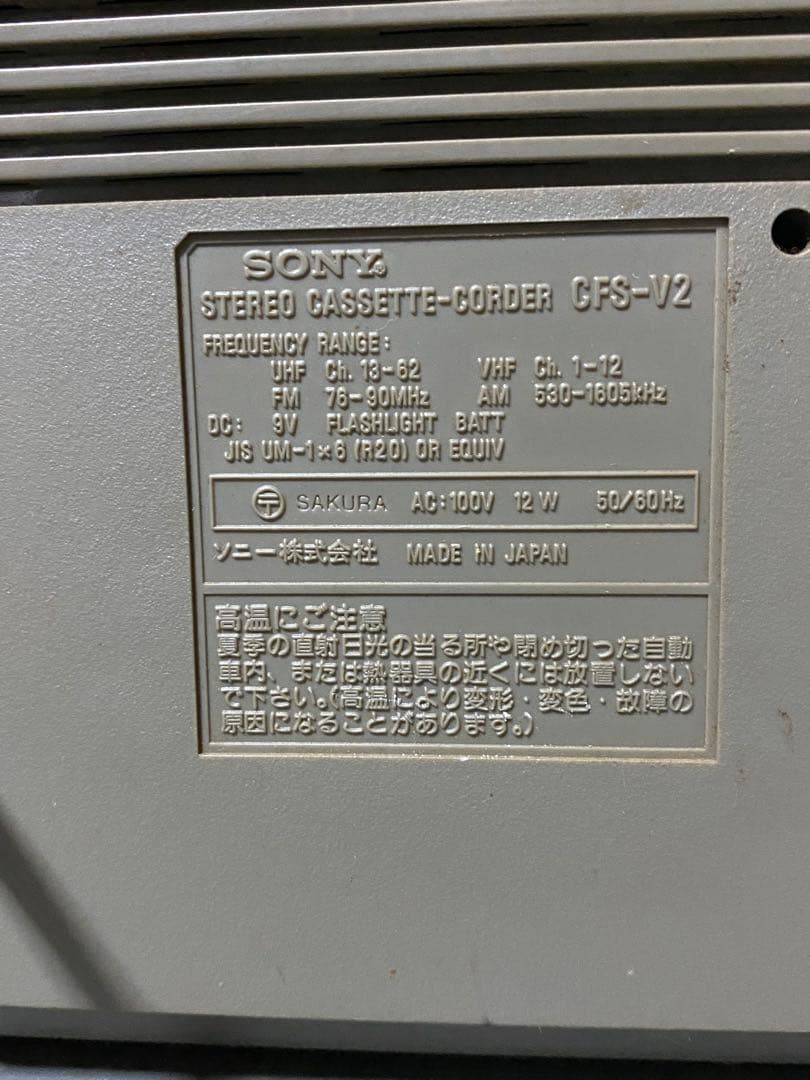 SONY®
STEREO CASSETTE-CORDER CFS-V2
FREQUENCY RANGE:
UHF Ch. 13-62 VHF Ch. 1-12
FM 76-90MHz AM 530-1605kHz
DC: 9V FLASHLIGHT BATT
JIS UM-1×6 (R20) OR EQUIV
〒 SAKURA AC:100V 12W 50/60Hz
ソニー株式会社 MADE IN JAPAN
高温にご注意
夏季の直射日光の当る所や閉め切った自動
車内、または熱器具の近くには放置しない
で下さい。(高温により変形・変色・故障の
原因になることがあります。)